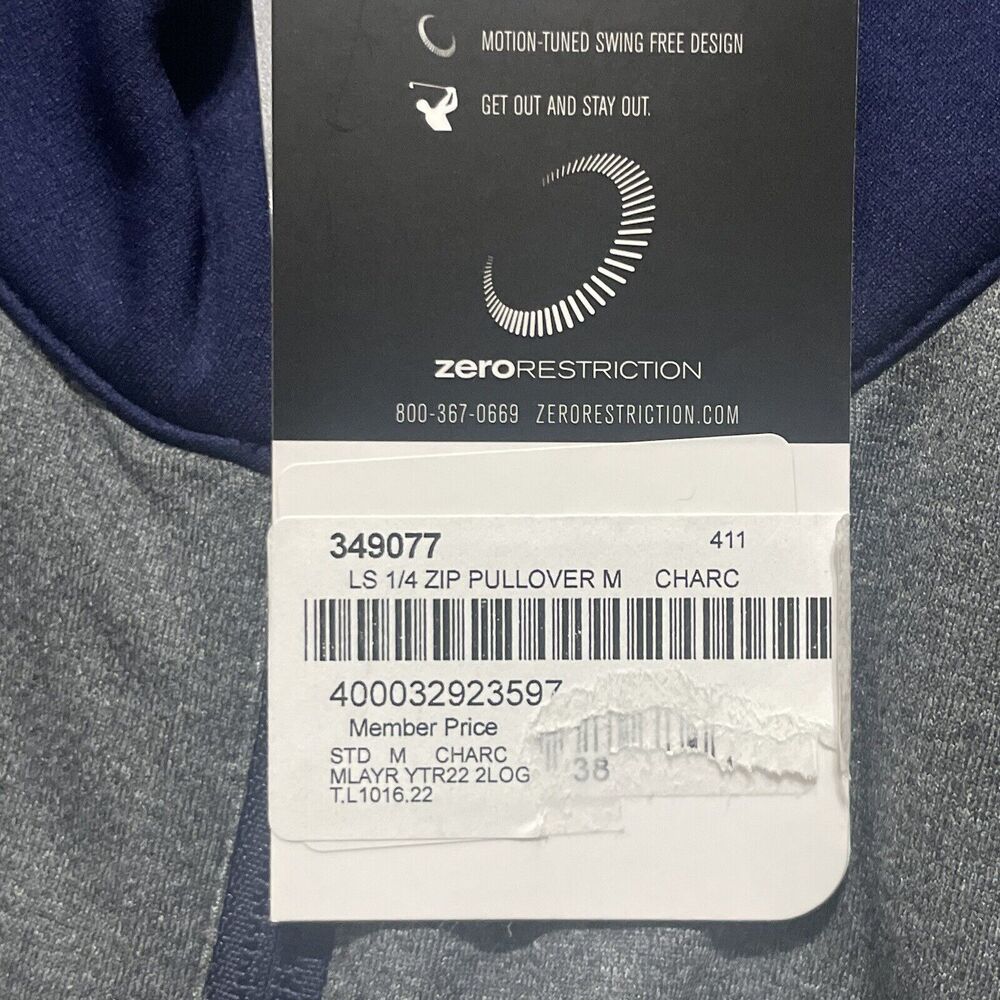 MOTION-TUNED SWING FREE DESIGN
GET OUT AND STAY OUT.
zeroRESTRICTION
800-367-0669 ZERORESTRICTION.COM
349077 411
LS 1/4 ZIP PULLOVER M CHARC
400032923597
Member Price
STD M CHARC
MLAYR YTR22 2LOG
38
T.L1016.22